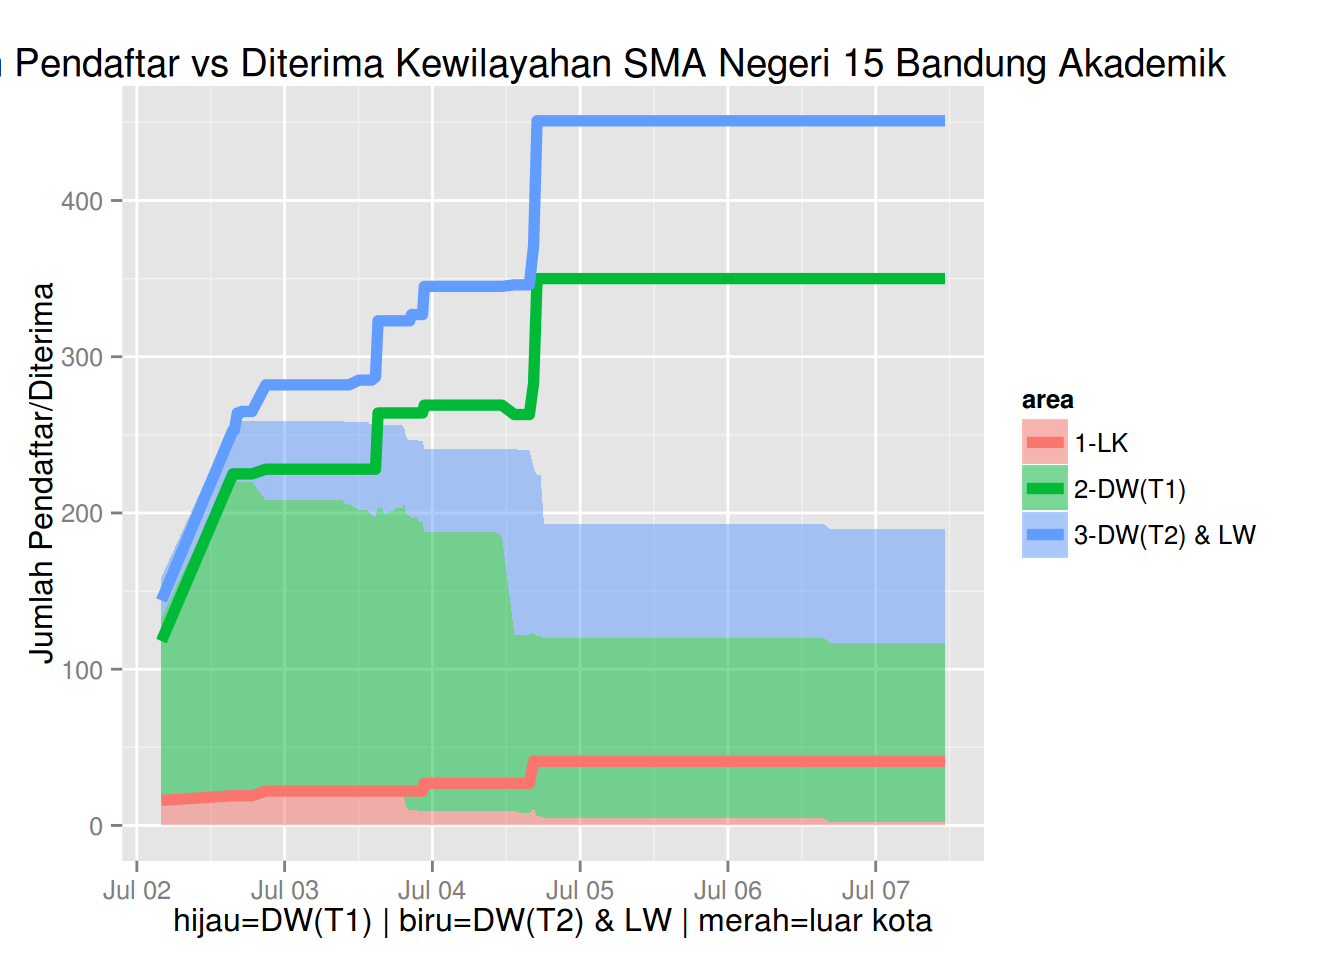 Pendaftar vs Diterima Kewilayahan SMA Negeri 15 Bandung Akademik
Jumlah Pendaftar/Diterima
400
300
200
100
0
Jul 02
Jul 03
Jul 04
Jul 05
Jul 06
Jul 07
hijau=DW(T1) | biru=DW(T2) & LW | merah=luar kota
area
1-LK
2-DW(T1)
3-DW(T2) & LW